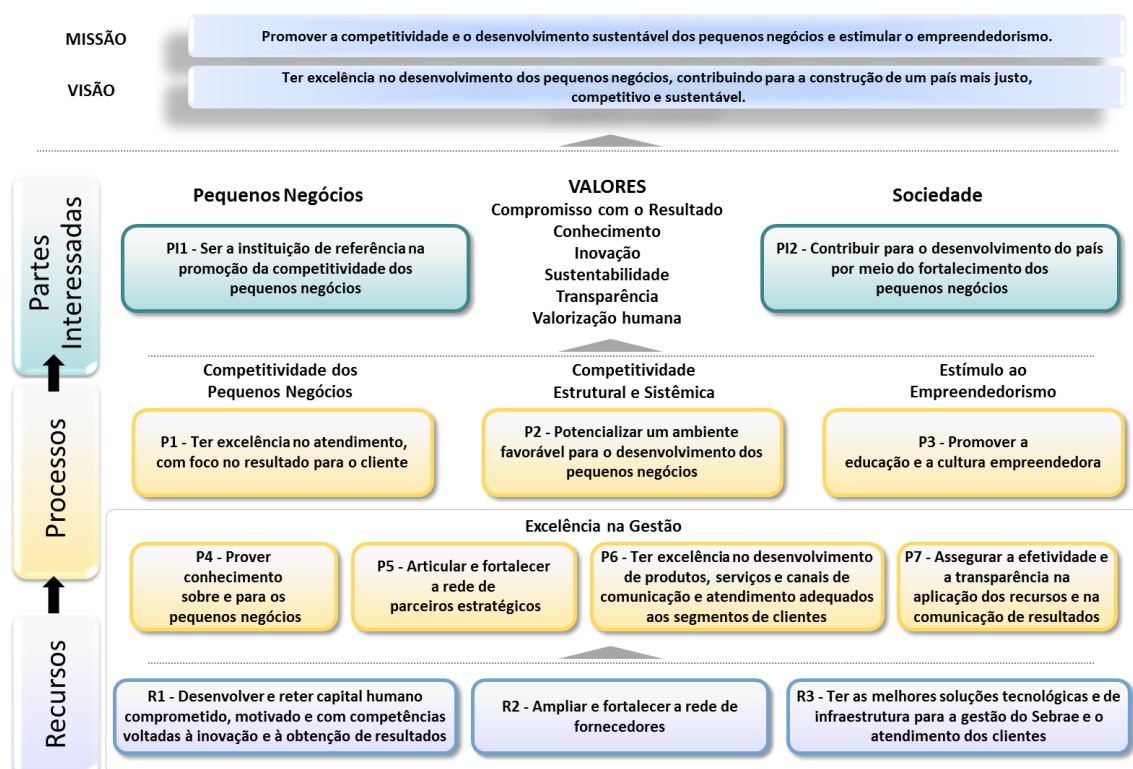 MISSÃO
Promover a competitividade e o desenvolvimento sustentável dos pequenos negócios e estimular o empreendedorismo.
VISÃO
Ter excelência no desenvolvimento dos pequenos negócios, contribuindo para a construção de um país mais justo,
competitivo e sustentável.
Partes
Interessadas
Pequenos Negócios
PI1 - Ser a instituição de referência na
promoção da competitividade dos
pequenos negócios
VALORES
Compromisso com o Resultado
Conhecimento
Inovação
Sustentabilidade
Transparência
Valorização humana
Sociedade
PI2 - Contribuir para o desenvolvimento do país
por meio do fortalecimento dos
pequenos negócios
Processos
Competitividade dos
Pequenos Negócios
P1 - Ter excelência no atendimento,
com foco no resultado para o cliente
Competitividade
Estrutural e Sistêmica
P2 - Potencializar um ambiente
favorável para o desenvolvimento dos
pequenos negócios
Estímulo ao
Empreendedorismo
P3 - Promover a
educação e a cultura empreendedora
Excelência na Gestão
P4 - Prover
conhecimento
sobre e para os
pequenos negócios
P5 - Articular e fortalecer
a rede de
parceiros estratégicos
P6 - Ter excelência no desenvolvimento
de produtos, serviços e canais de
comunicação e atendimento adequados
aos segmentos de clientes
P7 - Assegurar a efetividade e
a transparência na
aplicação dos recursos e na
comunicação de resultados
Recursos
R1 - Desenvolver e reter capital humano
comprometido, motivado e com competências
voltadas à inovação e à obtenção de resultados
R2 - Ampliar e fortalecer a rede de
fornecedores
R3 - Ter as melhores soluções tecnológicas e de
infraestrutura para a gestão do Sebrae e o
atendimento dos clientes